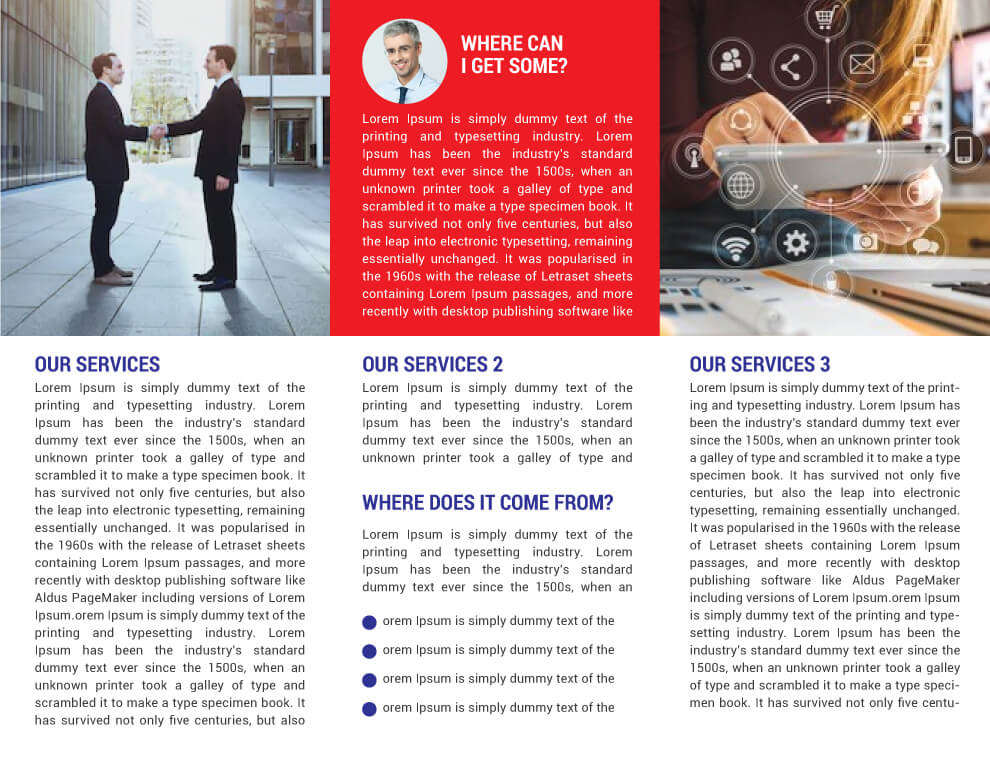 WHERE CAN
I GET SOME?
Lorem Ipsum is simply dummy text of the
printing and typesetting industry. Lorem
Ipsum has been the industry's standard
dummy text ever since the 1500s, when an
unknown printer took a galley of type and
scrambled it to make a type specimen book. It
has survived not only five centuries, but also
the leap into electronic typesetting, remaining
essentially unchanged. It was popularised in
the 1960s with the release of Letraset sheets
containing Lorem Ipsum passages, and more
recently with desktop publishing software like
OUR SERVICES
Lorem Ipsum is simply dummy text of the
printing and typesetting industry. Lorem
Ipsum has been the industry's standard
dummy text ever since the 1500s, when an
unknown printer took a galley of type and
scrambled it to make a type specimen book. It
has survived not only five centuries, but also
the leap into electronic typesetting, remaining
essentially unchanged. It was popularised in
the 1960s with the release of Letraset sheets
containing Lorem Ipsum passages, and more
recently with desktop publishing software like
Aldus PageMaker including versions of Lorem
Ipsum.orem Ipsum is simply dummy text of the
printing and typesetting industry. Lorem
Ipsum has been the industry's standard
dummy text ever since the 1500s, when an
unknown printer took a galley of type and
scrambled it to make a type specimen book. It
has survived not only five centuries, but also
OUR SERVICES 2
Lorem Ipsum is simply dummy text of the
printing and typesetting industry. Lorem
Ipsum has been the industry's standard
dummy text ever since the 1500s, when an
unknown printer took a galley of type and
WHERE DOES IT COME FROM?
Lorem Ipsum is simply dummy text of the
printing and typesetting industry. Lorem
Ipsum has been the industry's standard
dummy text ever since the 1500s, when an
orem Ipsum is simply dummy text of the
orem Ipsum is simply dummy text of the
orem Ipsum is simply dummy text of the
orem Ipsum is simply dummy text of the
OUR SERVICES 3
Lorem Ipsum is simply dummy text of the print-
ing and typesetting industry. Lorem Ipsum has
been the industry's standard dummy text ever
since the 1500s, when an unknown printer took
a galley of type and scrambled it to make a type
specimen book. It has survived not only five
centuries, but also the leap into electronic
typesetting, remaining essentially unchanged.
It was popularised in the 1960s with the release
of Letraset sheets containing Lorem Ipsum
passages, and more recently with desktop
publishing software like Aldus PageMaker
including versions of Lorem Ipsum.orem Ipsum
is simply dummy text of the printing and type-
setting industry. Lorem Ipsum has been the
industry's standard dummy text ever since the
1500s, when an unknown printer took a galley
of type and scrambled it to make a type speci-
men book. It has survived not only five centu-